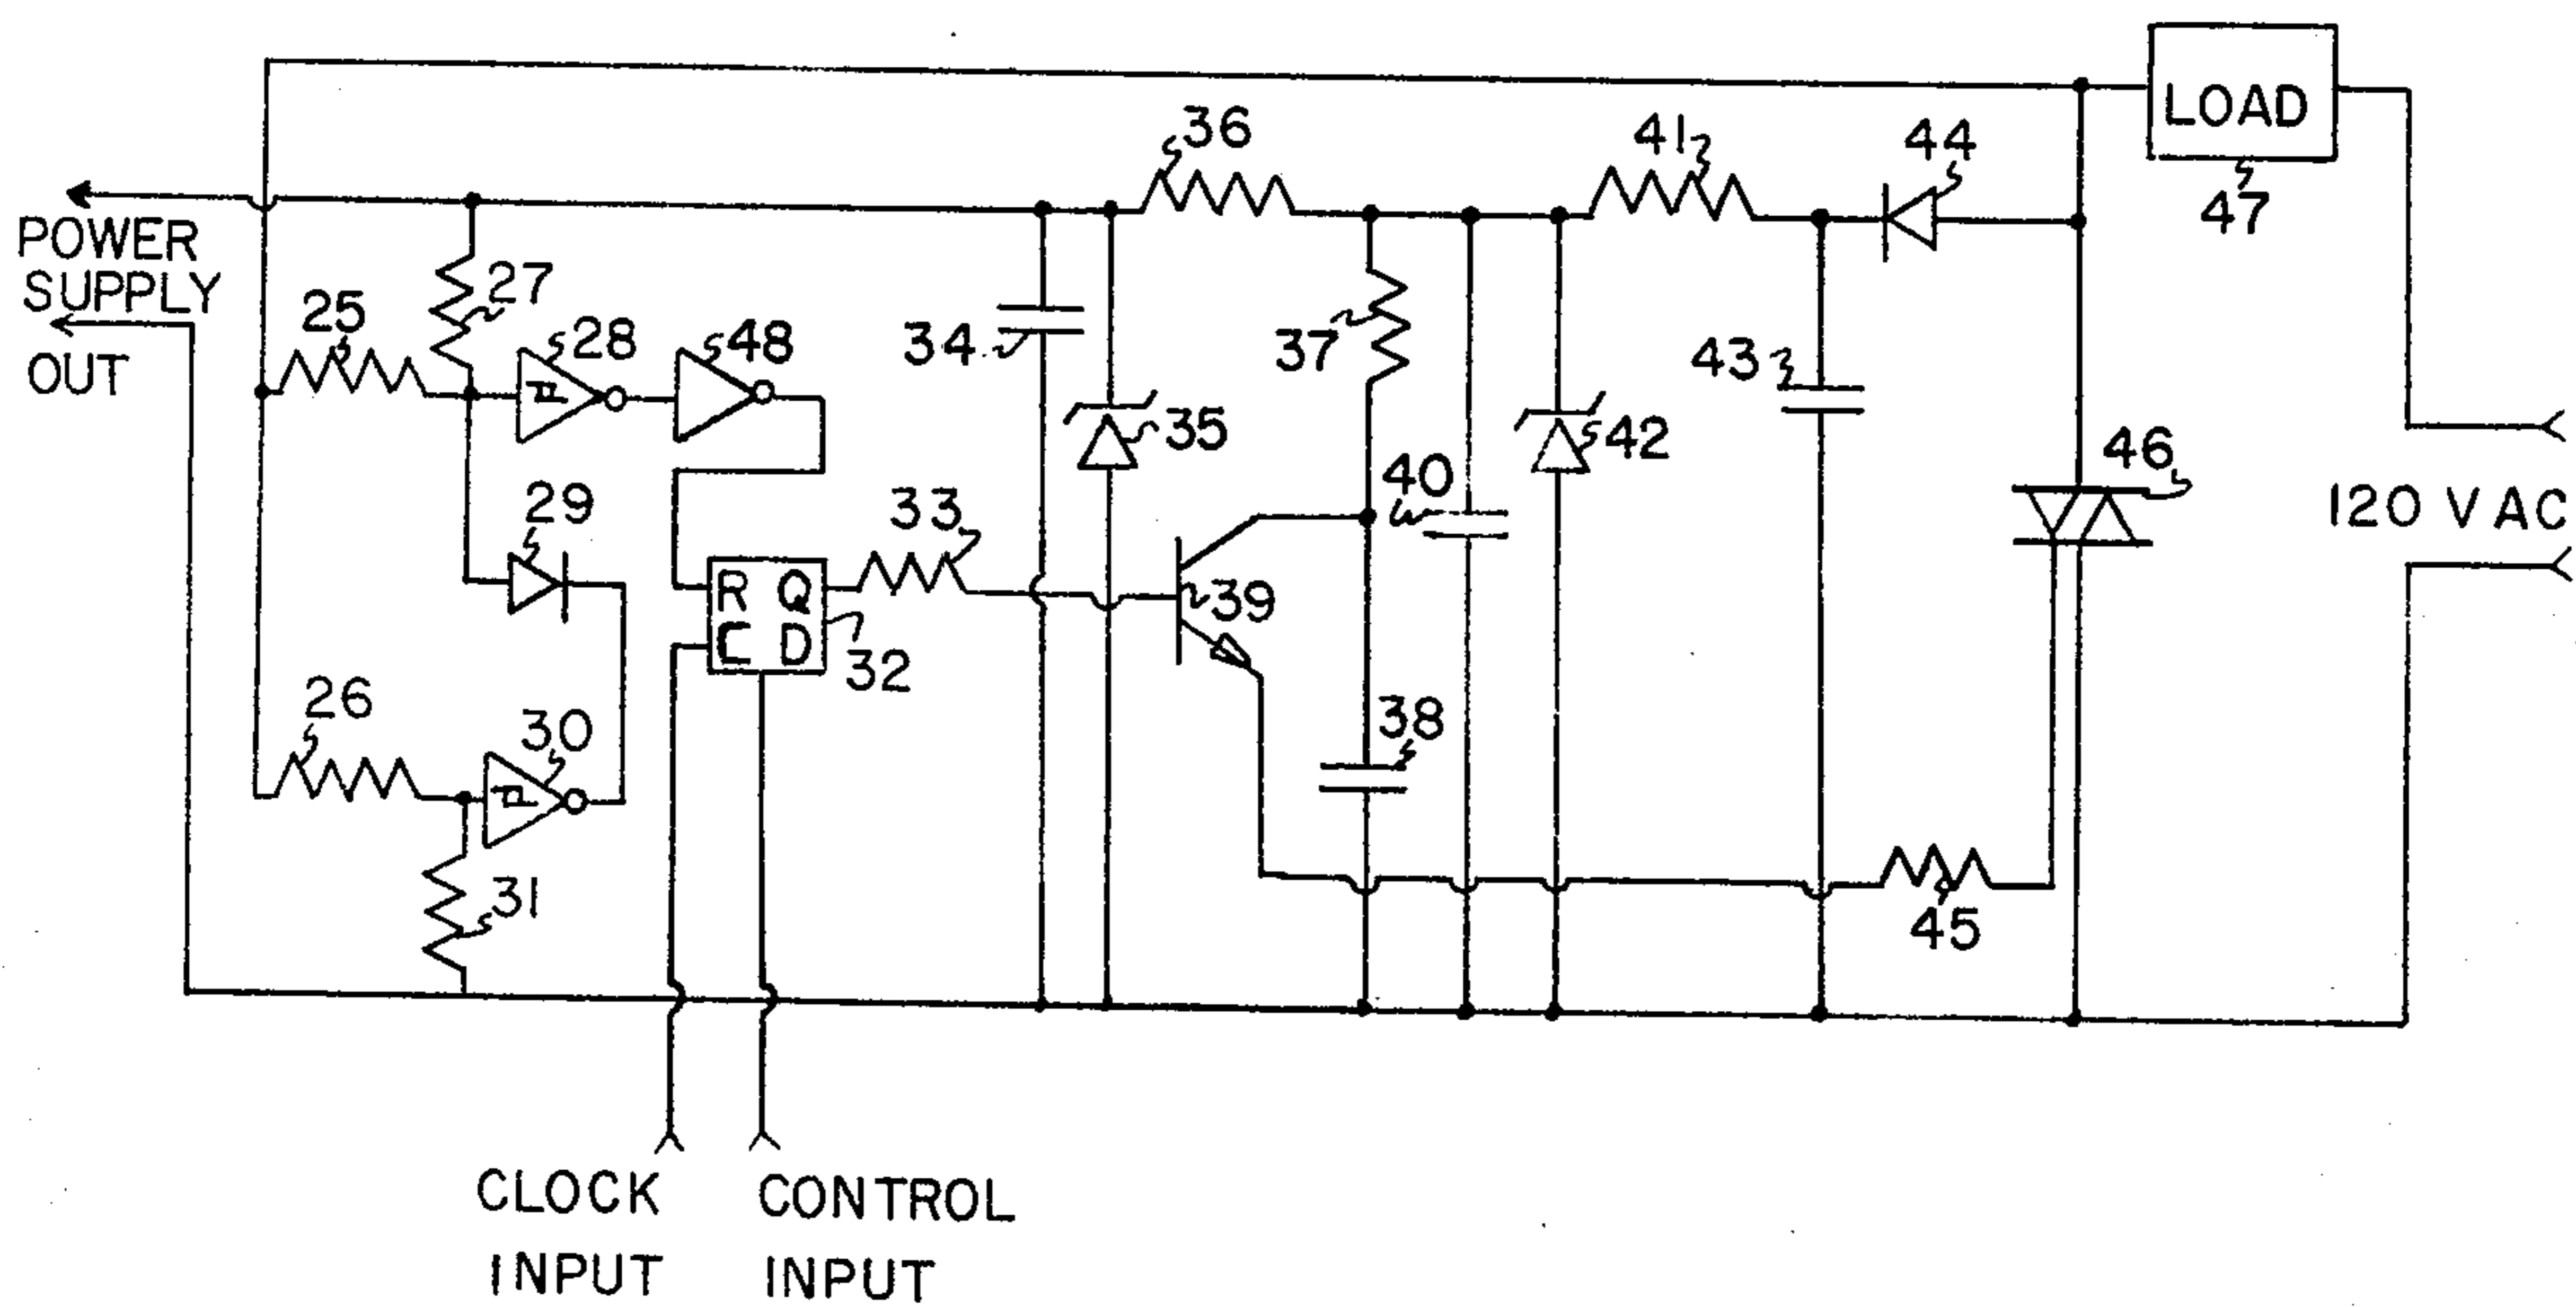 LOAD
47
36
41
44
POWER
SUPPLY
OUT
27
25
28
48
34
35
37
42
43
40
46
120 VAC
29
33
R Q
C D
32
39
26
30
38
31
45
CLOCK
INPUT
CONTROL
INPUT